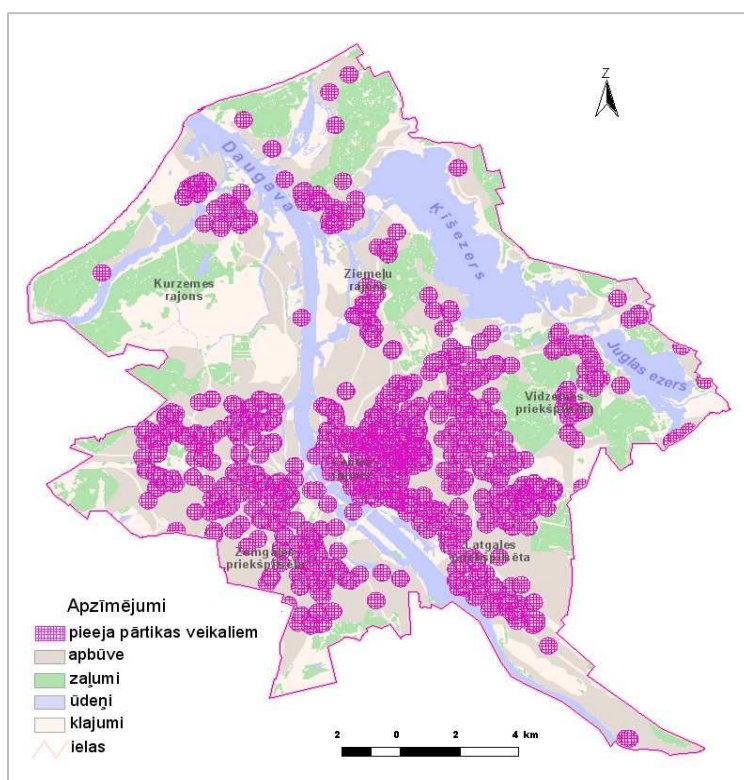 Z
Daugava
Ķīšezers
Kurzemes
rajons
Ziemeļu
rajons
Juglas ezers
Vidzemes
priekšpilsēta
rajons
Zemgales
priekšpilsēta
Latgales
priekšpilsēta
Apzīmējumi
pieeja pārtikas veikaliem
apbūve
zaļumi
ūdeņi
klajumi
ielas
2 0 2 4 km